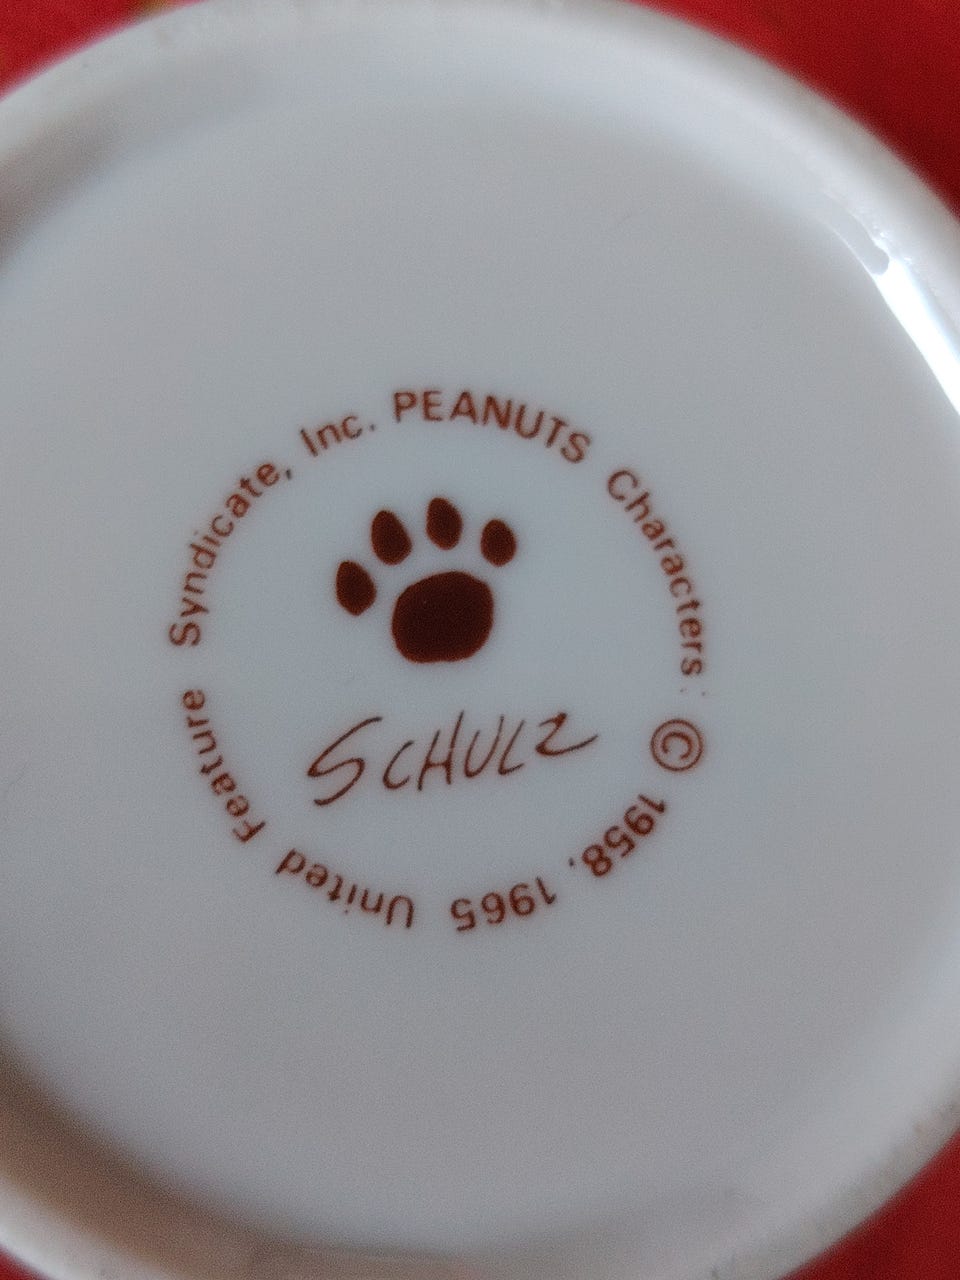 PEANUTS Characters: © 1958, 1965 United Feature Syndicate, Inc.
SCHULZ